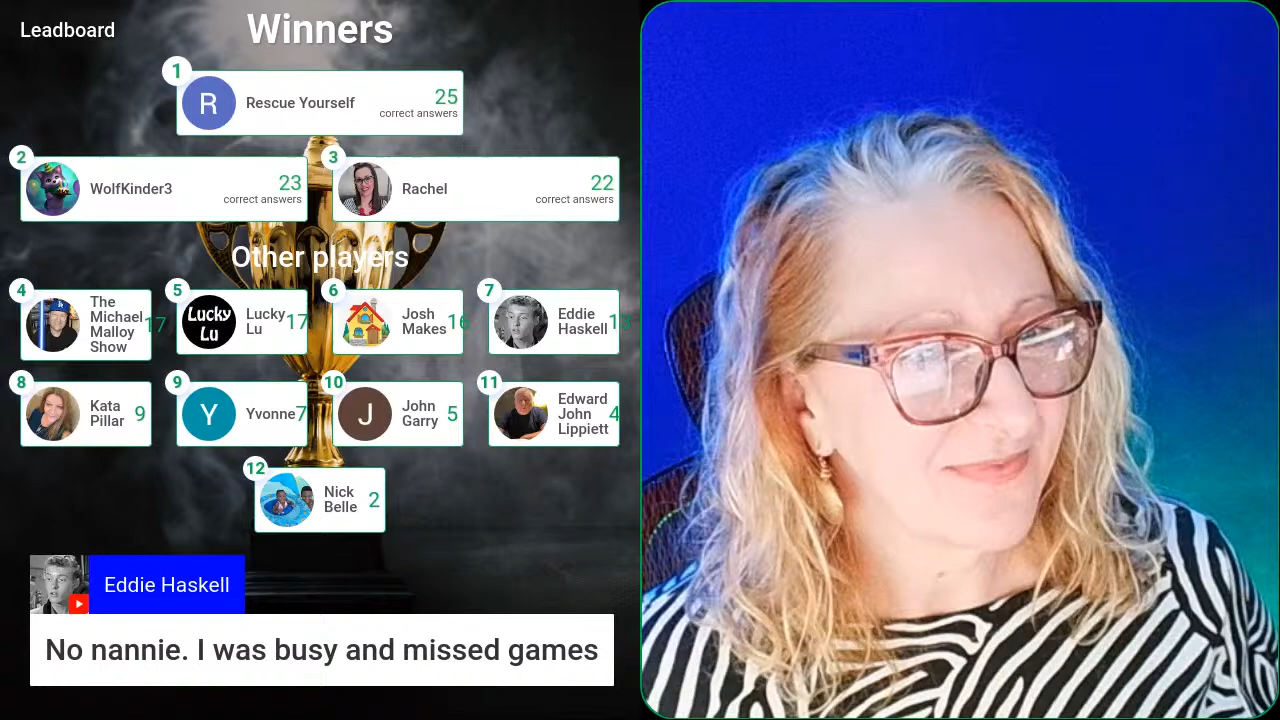 Leadboard
Winners
1
R
Rescue Yourself
25
correct answers
2
WolfKinder3
23
correct answers
3
Rachel
22
correct answers
Other players
4
The
Michael
Malloy
Show
17
5
Lucky
Lu
Lucky
Lu
17
6
Josh
Makes
16
7
Eddie
Haskell
8
Kata
Pillar
9
9
Y
Yvonne
7
10
J
John
Garry
5
11
Edward
John
Lippiett
4
12
Nick
Belle
2
Eddie Haskell
No nannie. I was busy and missed games